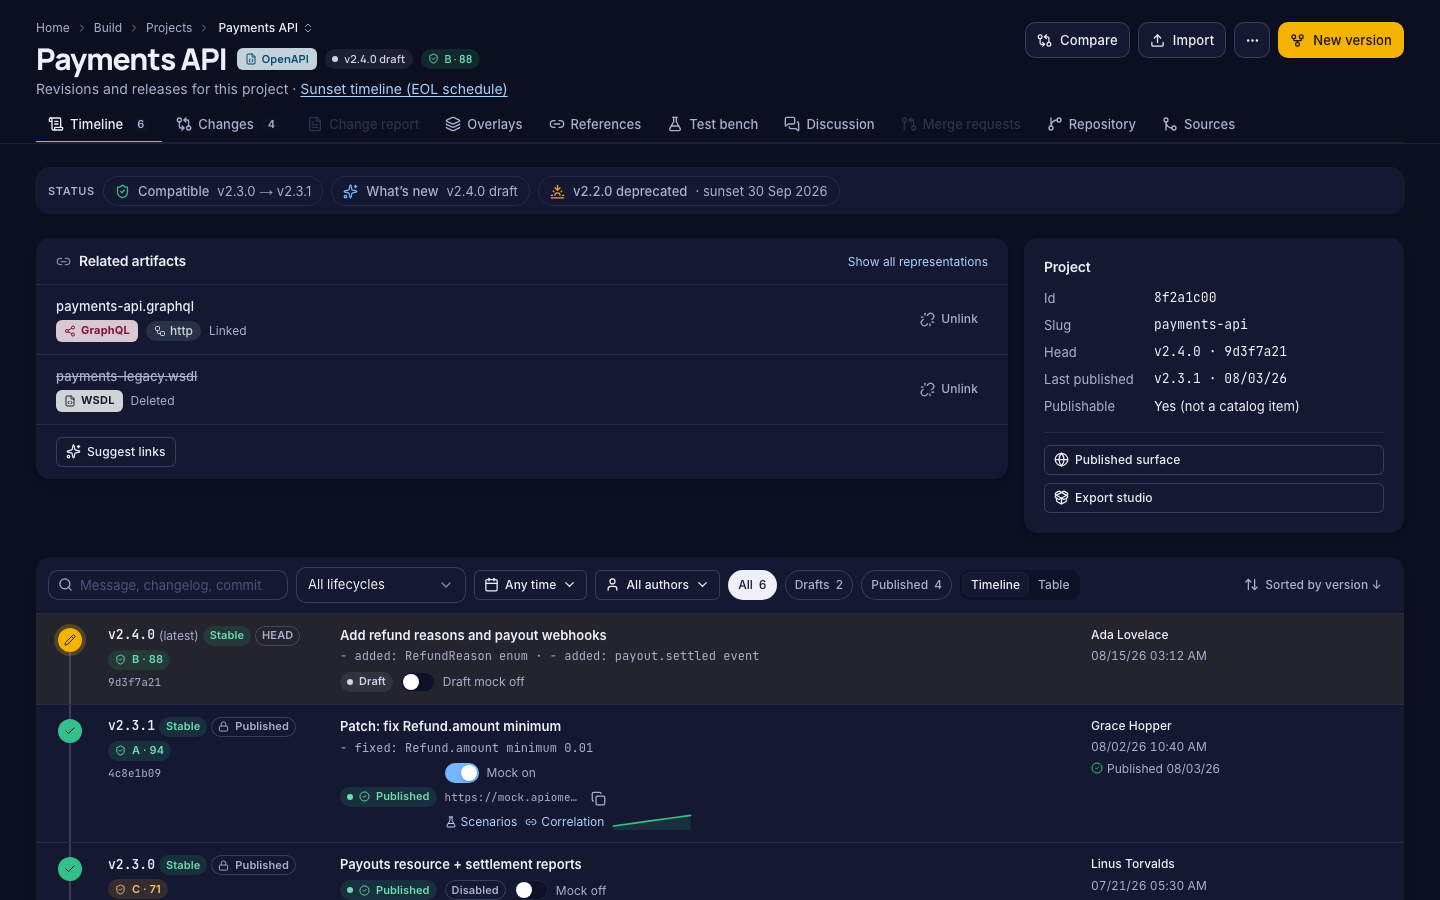 Home > Build > Projects > Payments API
Compare
Import
New version
Payments API
OpenAPI
v2.4.0 draft
B · 88
Revisions and releases for this project · Sunset timeline (EOL schedule)
Timeline 6
Changes 4
Change report
Overlays
References
Test bench
Discussion
Merge requests
Repository
Sources
STATUS
Compatible v2.3.0 → v2.3.1
What's new v2.4.0 draft
v2.2.0 deprecated · sunset 30 Sep 2026
Related artifacts
Show all representations
payments-api.graphql
GraphQL
http
Linked
Unlink
payments-legacy.wsdl
WSDL
Deleted
Unlink
Suggest links
Project
Id 8f2a1c00
Slug payments-api
Head v2.4.0 · 9d3f7a21
Last published v2.3.1 · 08/03/26
Publishable Yes (not a catalog item)
Published surface
Export studio
Message, changelog, commit
All lifecycles
Any time
All authors
All 6
Drafts 2
Published 4
Timeline
Table
Sorted by version ↓
v2.4.0 (latest) Stable HEAD
B · 88
9d3f7a21
Add refund reasons and payout webhooks
- added: RefundReason enum · - added: payout.settled event
Draft
Draft mock off
Ada Lovelace
08/15/26 03:12 AM
v2.3.1 Stable Published
A · 94
4c8e1b09
Patch: fix Refund.amount minimum
- fixed: Refund.amount minimum 0.01
Mock on
Published
https://mock.apiome…
Scenarios
Correlation
Grace Hopper
08/02/26 10:40 AM
Published 08/03/26
v2.3.0 Stable Published
C · 71
Payouts resource + settlement reports
Published
Disabled
Mock off
Linus Torvalds
07/21/26 05:30 AM